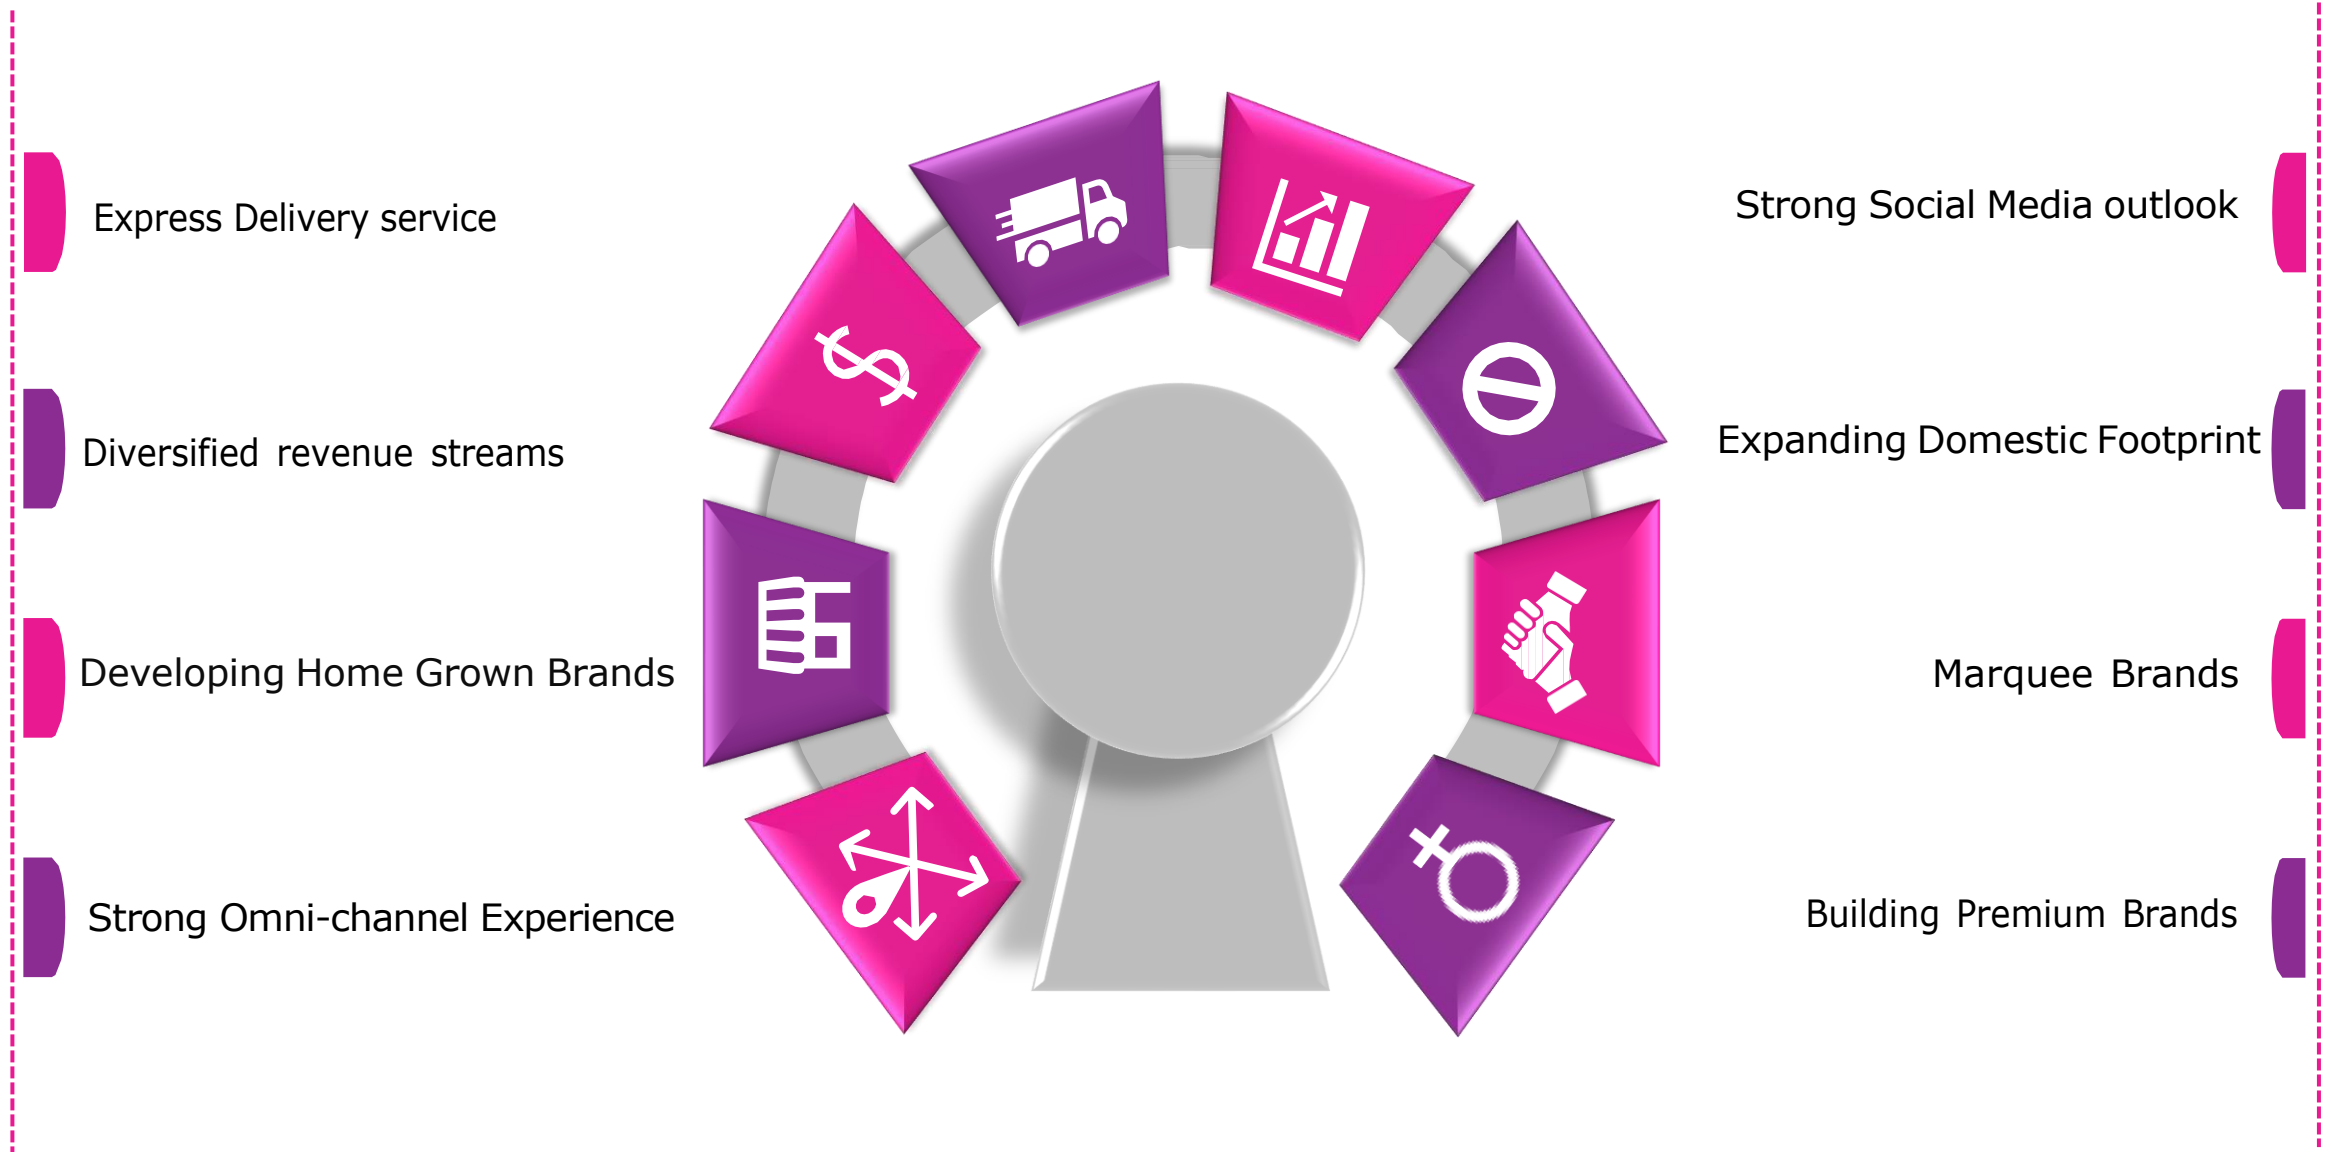 Express Delivery service
Diversified revenue streams
Developing Home Grown Brands
Strong Omni-channel Experience
Strong Social Media outlook
Expanding Domestic Footprint
Marquee Brands
Building Premium Brands